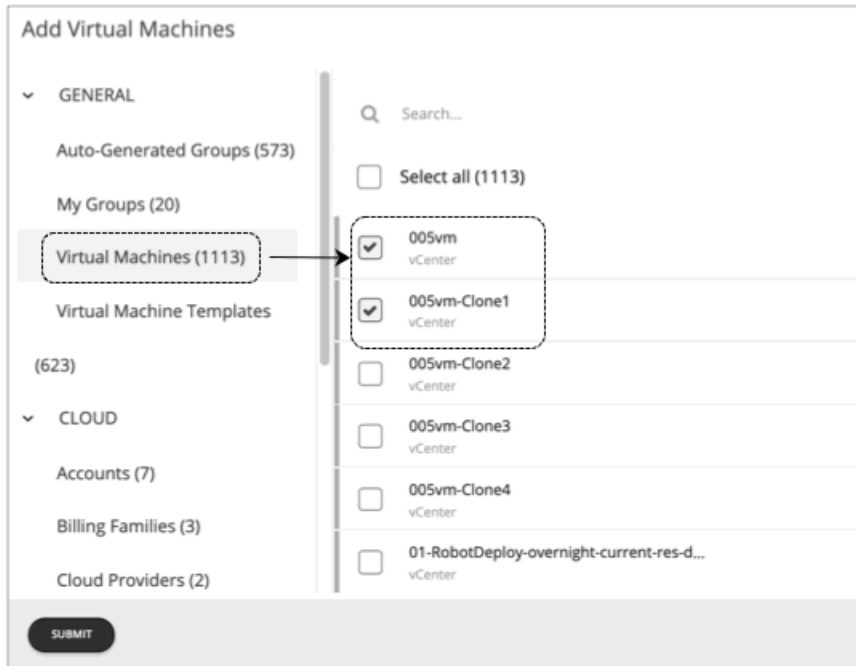 Add Virtual Machines
GENERAL
Auto-Generated Groups (573)
My Groups (20)
Virtual Machines (1113)
Virtual Machine Templates
(623)
CLOUD
Accounts (7)
Billing Families (3)
Cloud Providers (2)
Search...
Select all (1113)
005vm
vCenter
005vm-Clone1
vCenter
005vm-Clone2
vCenter
005vm-Clone3
vCenter
005vm-Clone4
vCenter
01-RobotDeploy-overnight-current-res-d...
vCenter
SUBMIT